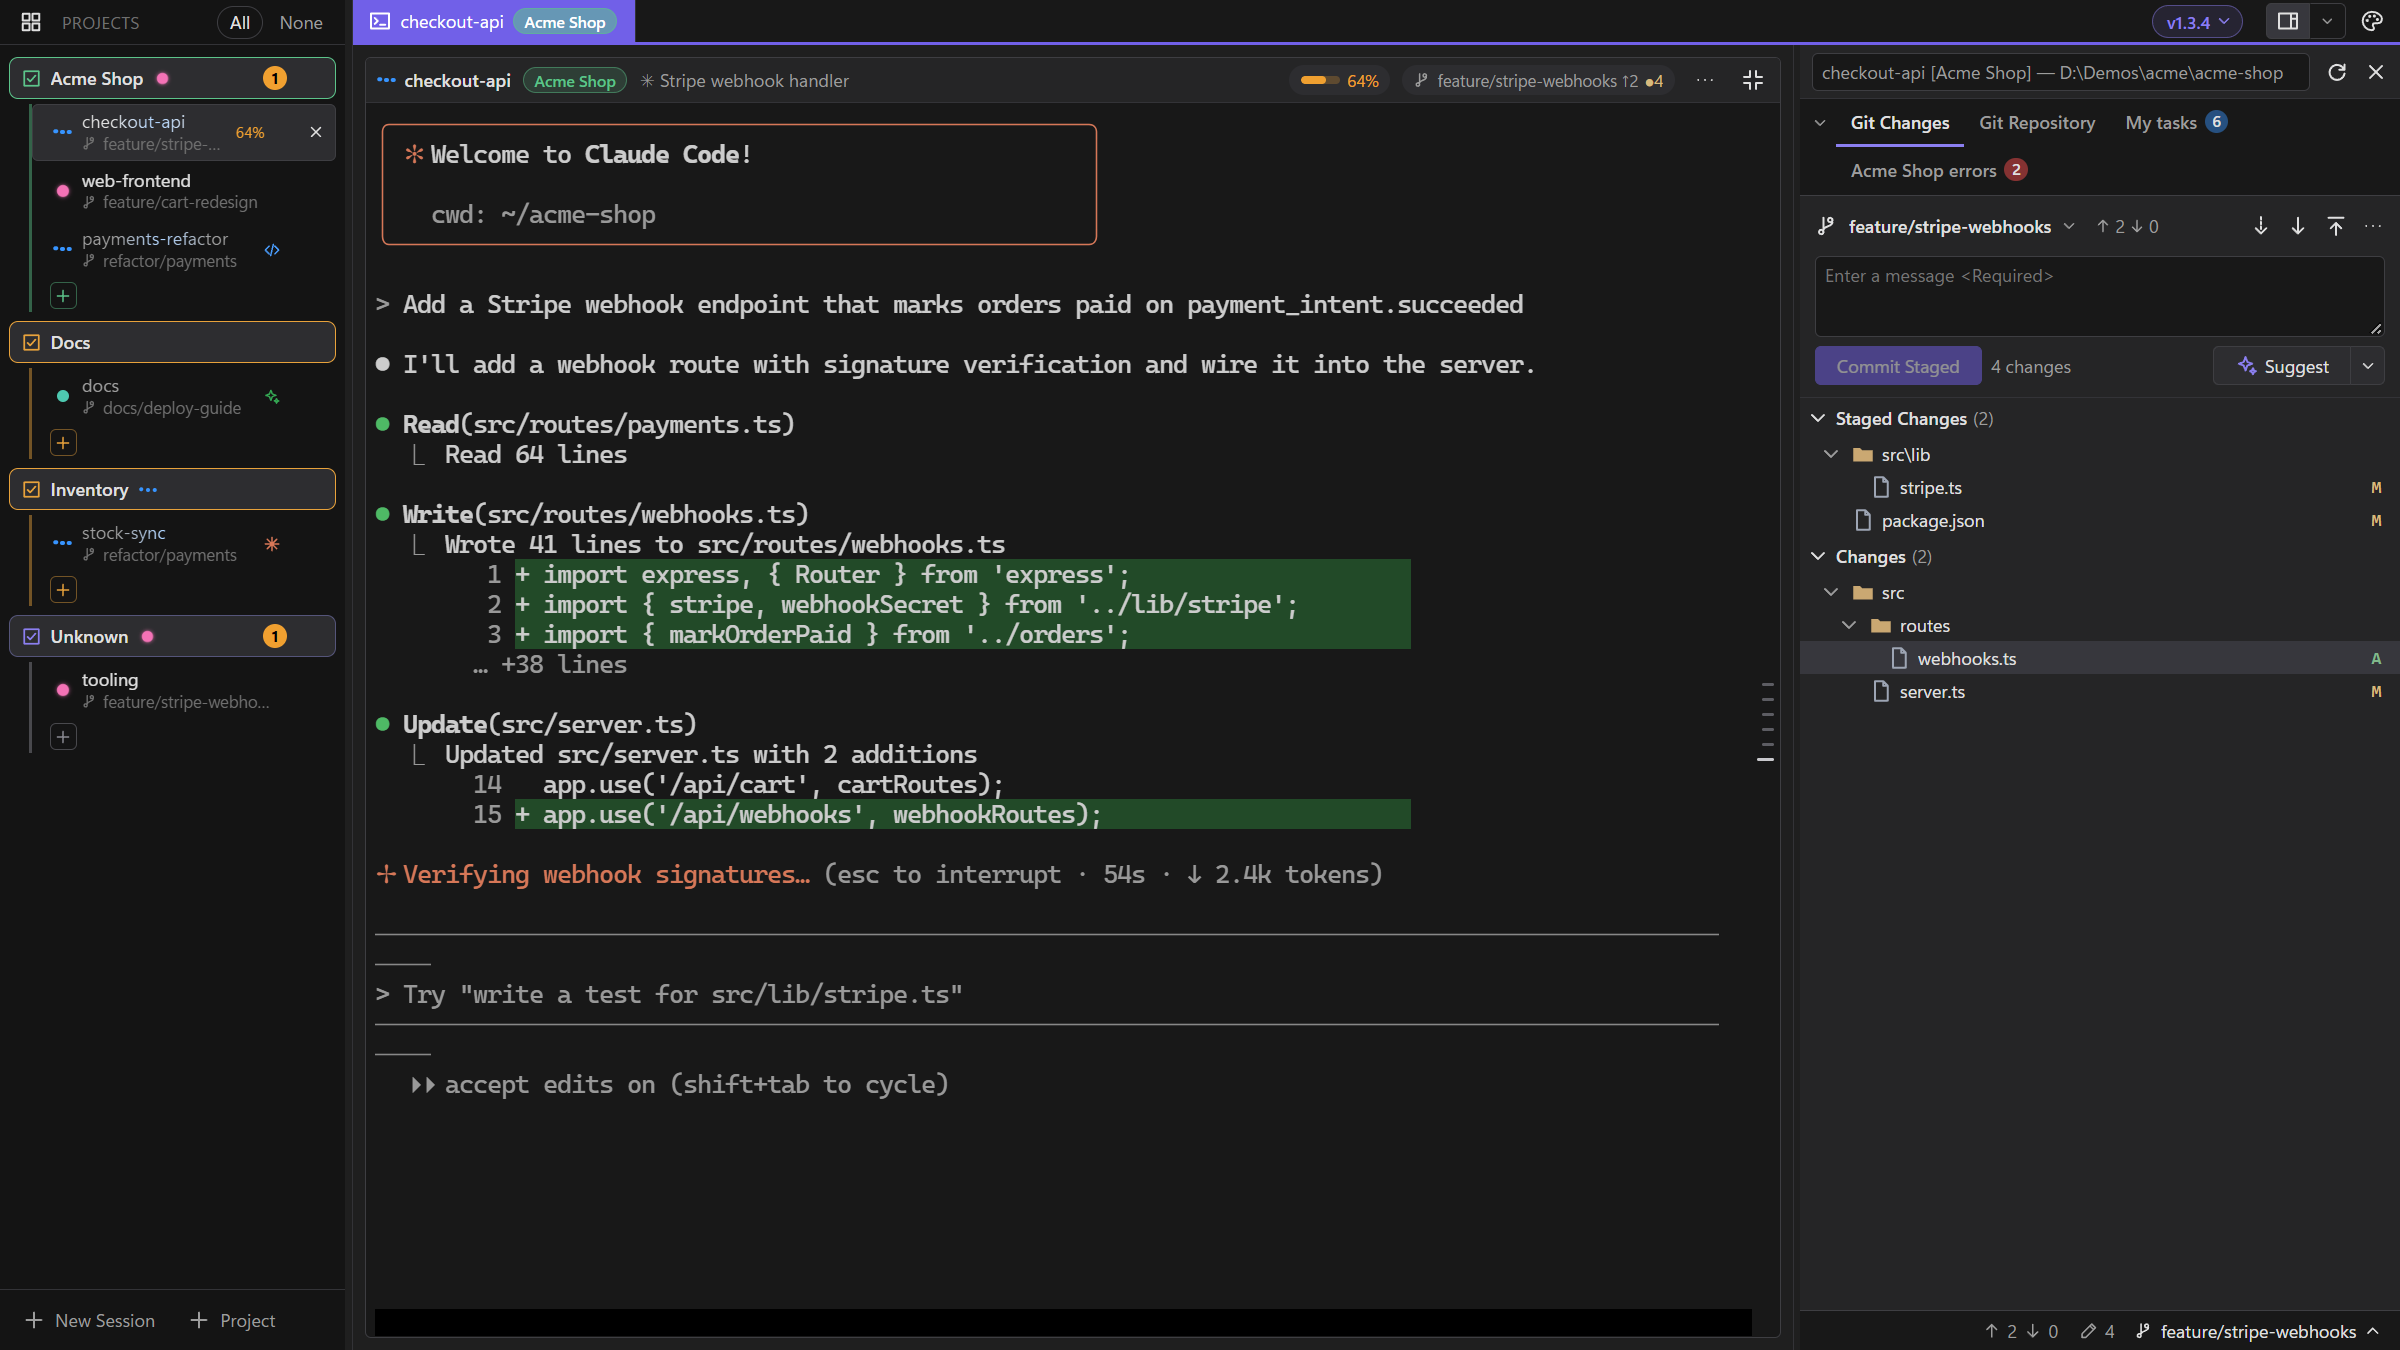 PROJECTS All None
Acme Shop 1
checkout-api 64%
feature/stripe-...
web-frontend
feature/cart-redesign
payments-refactor
refactor/payments
Docs
docs
docs/deploy-guide
Inventory
stock-sync
refactor/payments
Unknown 1
tooling
feature/stripe-webho...
New Session Project
checkout-api Acme Shop
v1.3.4
checkout-api Acme Shop ✳ Stripe webhook handler 64% feature/stripe-webhooks ↑2 ●4 ...
✻ Welcome to Claude Code!
cwd: ~/acme-shop
> Add a Stripe webhook endpoint that marks orders paid on payment_intent.succeeded
● I'll add a webhook route with signature verification and wire it into the server.
● Read(src/routes/payments.ts)
⎿ Read 64 lines
● Write(src/routes/webhooks.ts)
⎿ Wrote 41 lines to src/routes/webhooks.ts
1 + import express, { Router } from 'express';
2 + import { stripe, webhookSecret } from '../lib/stripe';
3 + import { markOrderPaid } from '../orders';
… +38 lines
● Update(src/server.ts)
⎿ Updated src/server.ts with 2 additions
14 app.use('/api/cart', cartRoutes);
15 + app.use('/api/webhooks', webhookRoutes);
✢ Verifying webhook signatures… (esc to interrupt · 54s · ↓ 2.4k tokens)
> Try "write a test for src/lib/stripe.ts"
⏵⏵ accept edits on (shift+tab to cycle)
checkout-api [Acme Shop] — D:\Demos\acme\acme-shop
Git Changes Git Repository My tasks 6
Acme Shop errors 2
feature/stripe-webhooks ↑ 2 ↓ 0
Enter a message <Required>
Commit Staged 4 changes Suggest
Staged Changes (2)
src\lib
stripe.ts M
package.json M
Changes (2)
src
routes
webhooks.ts A
server.ts M
↑ 2 ↓ 0 4 feature/stripe-webhooks